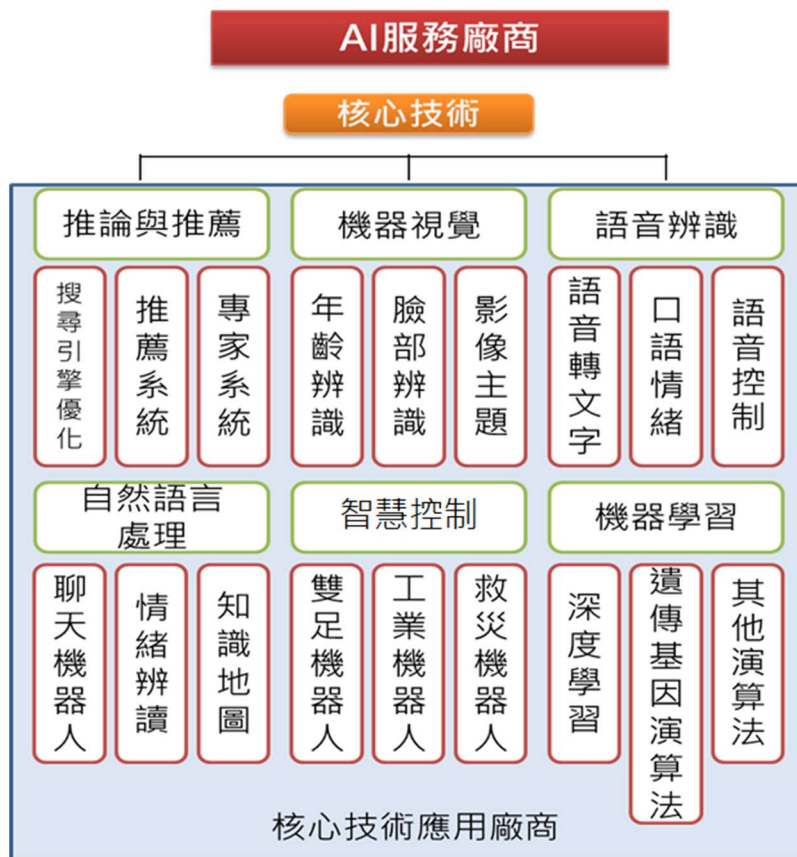 AI服務廠商
核心技術
推論與推薦
機器視覺
語音辨識
搜尋引擎優化
推薦系統
專家系統
年齡辨識
臉部辨識
影像主題
語音轉文字
口語情緒
語音控制
自然語言
處理
智慧控制
機器學習
聊天機器人
情緒辨讀
知識地圖
雙足機器人
工業機器人
救災機器人
深度學習
遺傳基因演算法
其他演算法
核心技術應用廠商